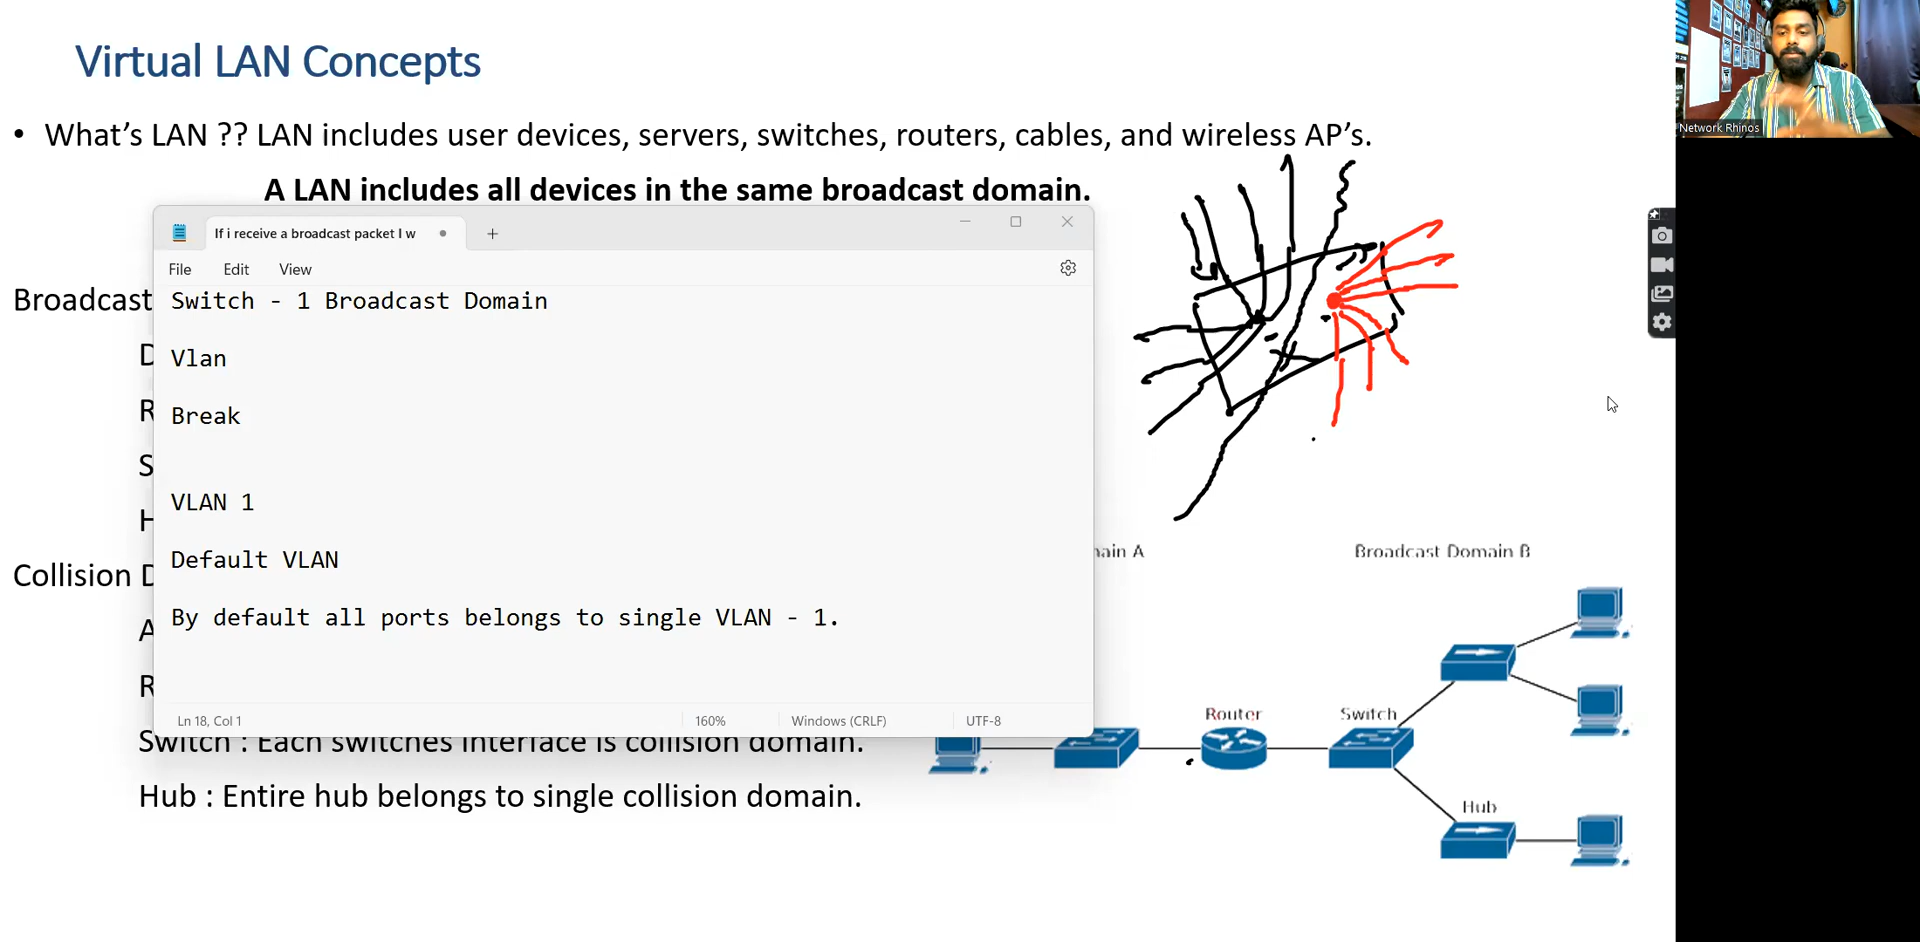 Virtual LAN Concepts
• What’s LAN ?? LAN includes user devices, servers, switches, routers, cables, and wireless AP’s.
A LAN includes all devices in the same broadcast domain.
Network Rhinos
If i receive a broadcast packet I w
File Edit View
Broadcast
D
R
S
H
Collision D
A
R
Switch - 1 Broadcast Domain
Vlan
Break
VLAN 1
Default VLAN
By default all ports belongs to single VLAN - 1.
Ln 18, Col 1 160% Windows (CRLF) UTF-8
Switch : Each switches interface is collision domain.
Hub : Entire hub belongs to single collision domain.
ain A
Broadcast Domain B
Router
Switch
Hub